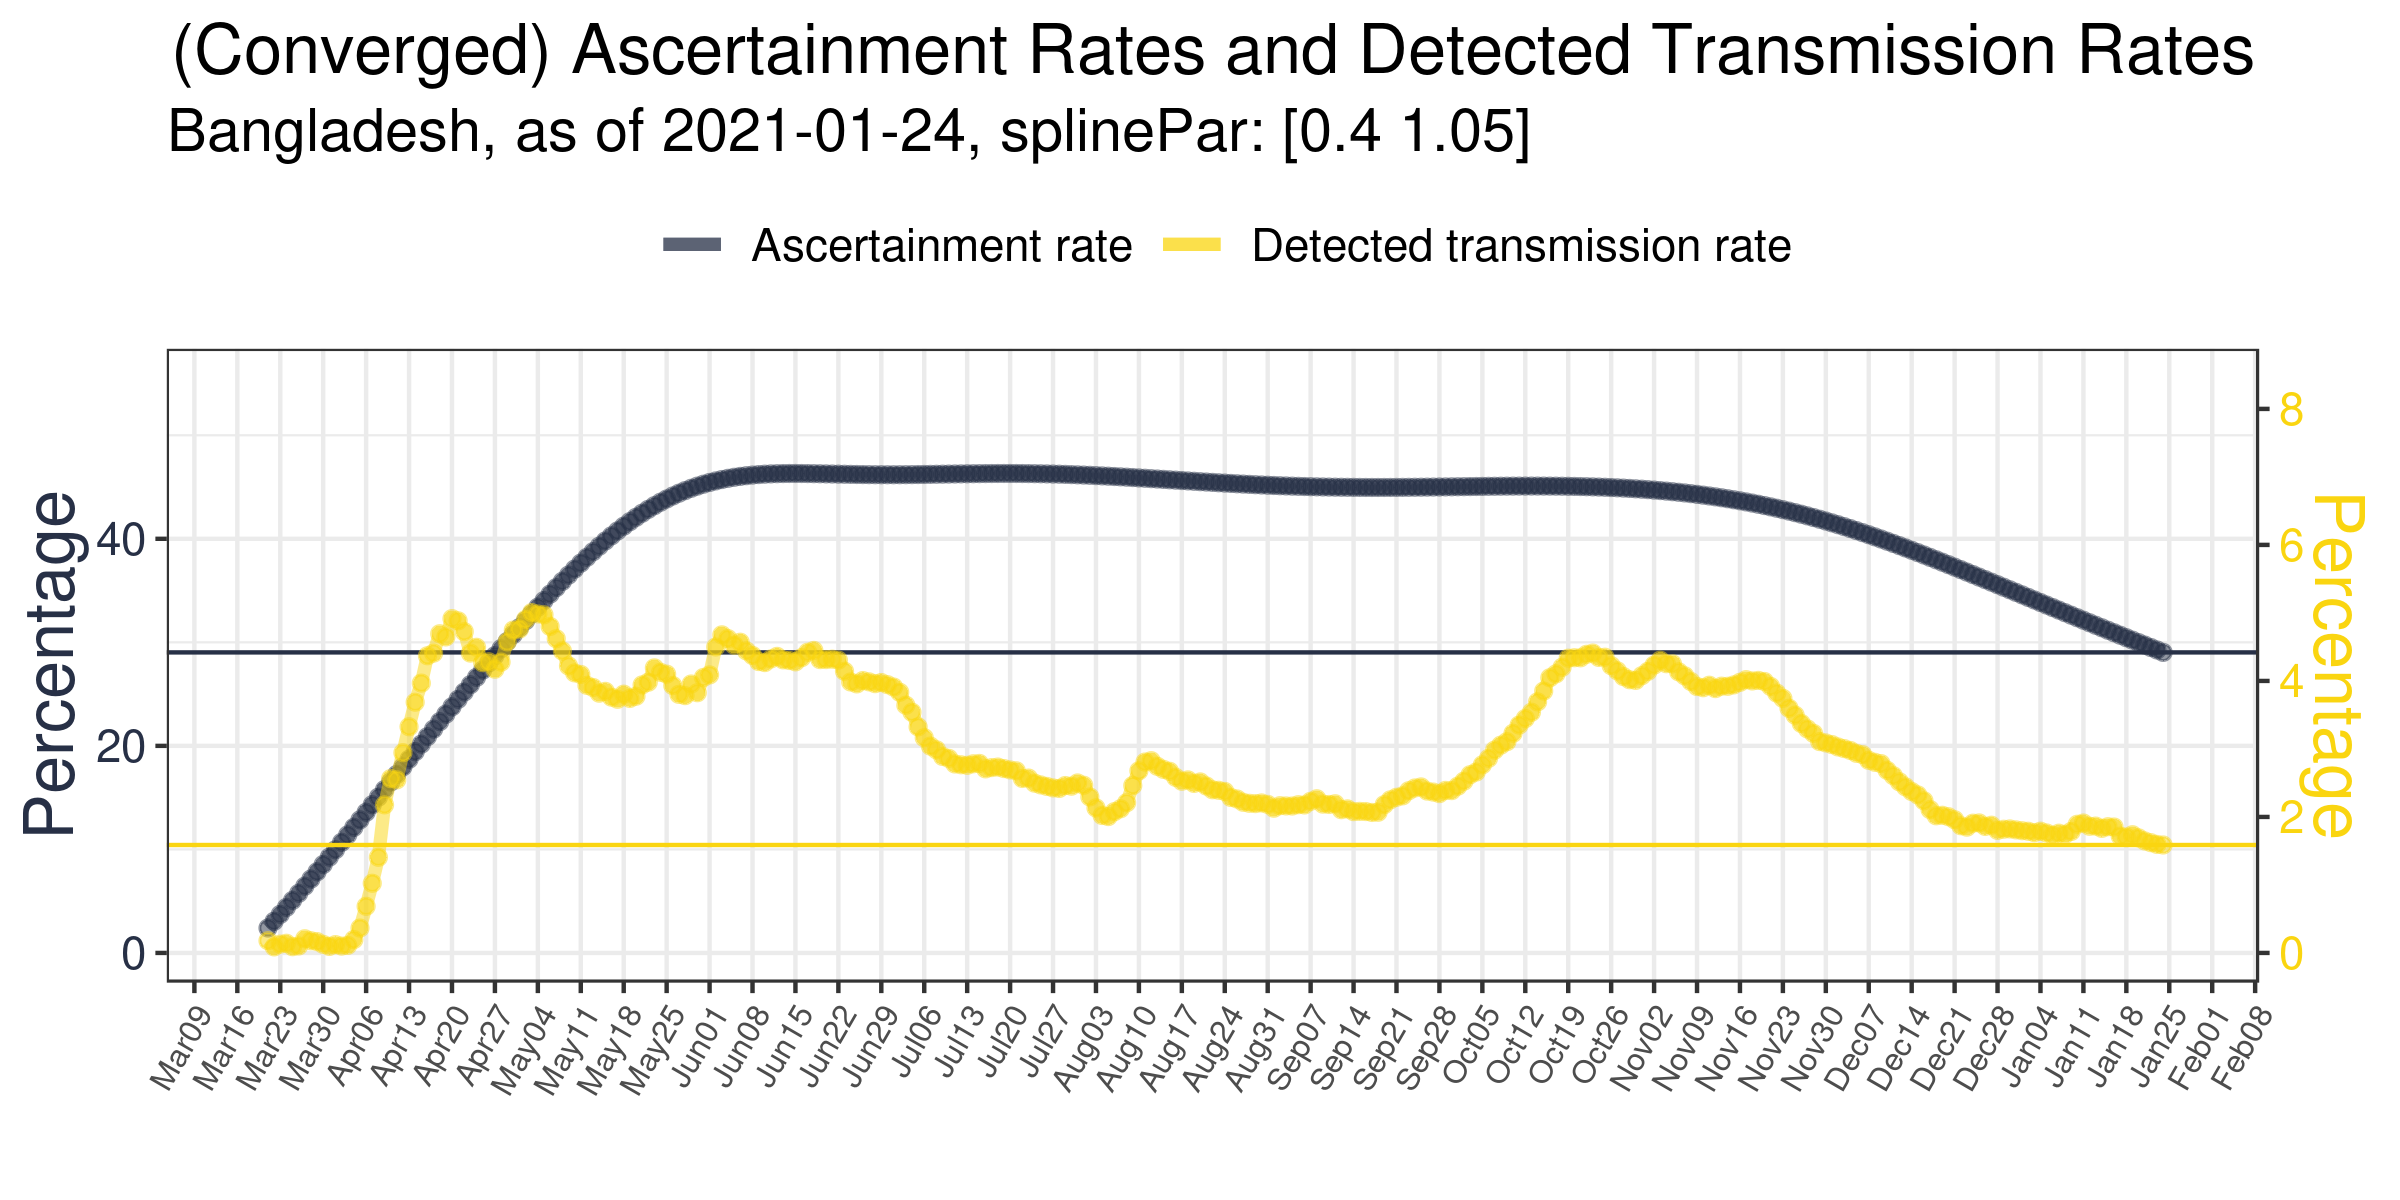 (Converged) Ascertainment Rates and Detected Transmission Rates
Bangladesh, as of 2021-01-24, splinePar: [0.4 1.05]
Ascertainment rate Detected transmission rate
Percentage
40
20
0
8
6
4
2
0
Percentage
Mar09 Mar16 Mar23 Mar30 Apr06 Apr13 Apr20 Apr27 May04 May11 May18 May25 Jun01 Jun08 Jun15 Jun22 Jun29 Jul06 Jul13 Jul20 Jul27 Aug03 Aug10 Aug17 Aug24 Aug31 Sep07 Sep14 Sep21 Sep28 Oct05 Oct12 Oct19 Oct26 Nov02 Nov09 Nov16 Nov23 Nov30 Dec07 Dec14 Dec21 Dec28 Jan04 Jan11 Jan18 Jan25 Feb01 Feb08